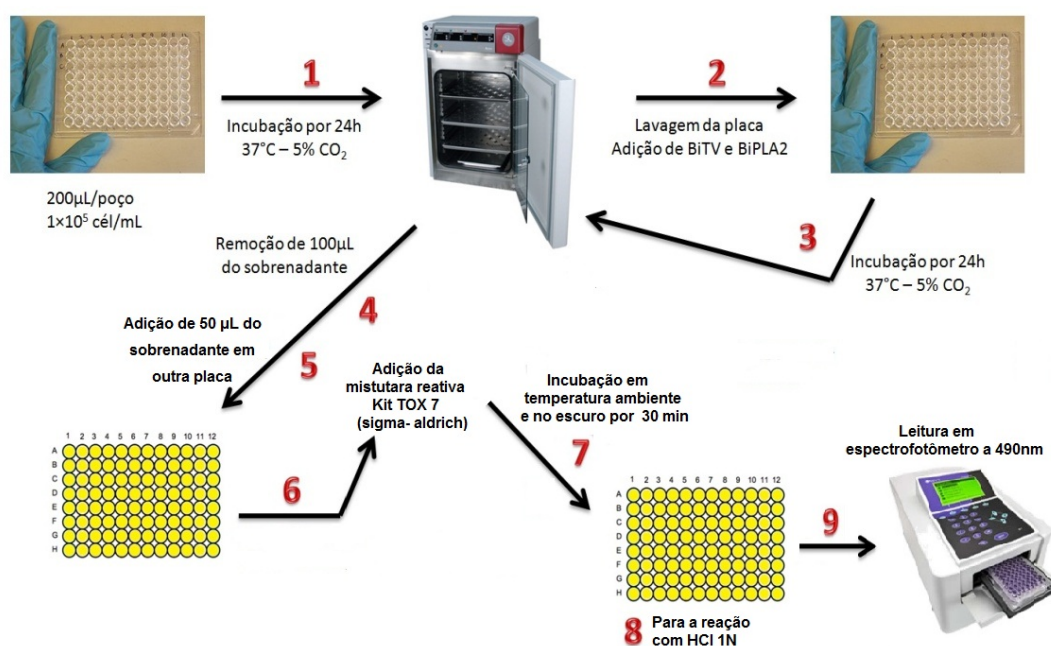 1
Incubação por 24h
37°C – 5% CO₂
200µL/poço
1×10⁵ cél/mL
2
Lavagem da placa
Adição de BiTV e BiPLA2
3
Incubação por 24h
37°C – 5% CO₂
Remoção de 100µL
do sobrenadante
4
Adição de 50 µL do
sobrenadante em
outra placa
5
1 2 3 4 5 6 7 8 9 10 11 12
A
B
C
D
E
F
G
H
6
Adição da
mistutara reativa
Kit TOX 7
(sigma- aldrich)
Incubação em
temperatura ambiente
e no escuro por 30 min
7
1 2 3 4 5 6 7 8 9 10 11 12
A
B
C
D
E
F
G
H
8 Para a reação
com HCl 1N
9
Leitura em
espectrofotômetro a 490nm